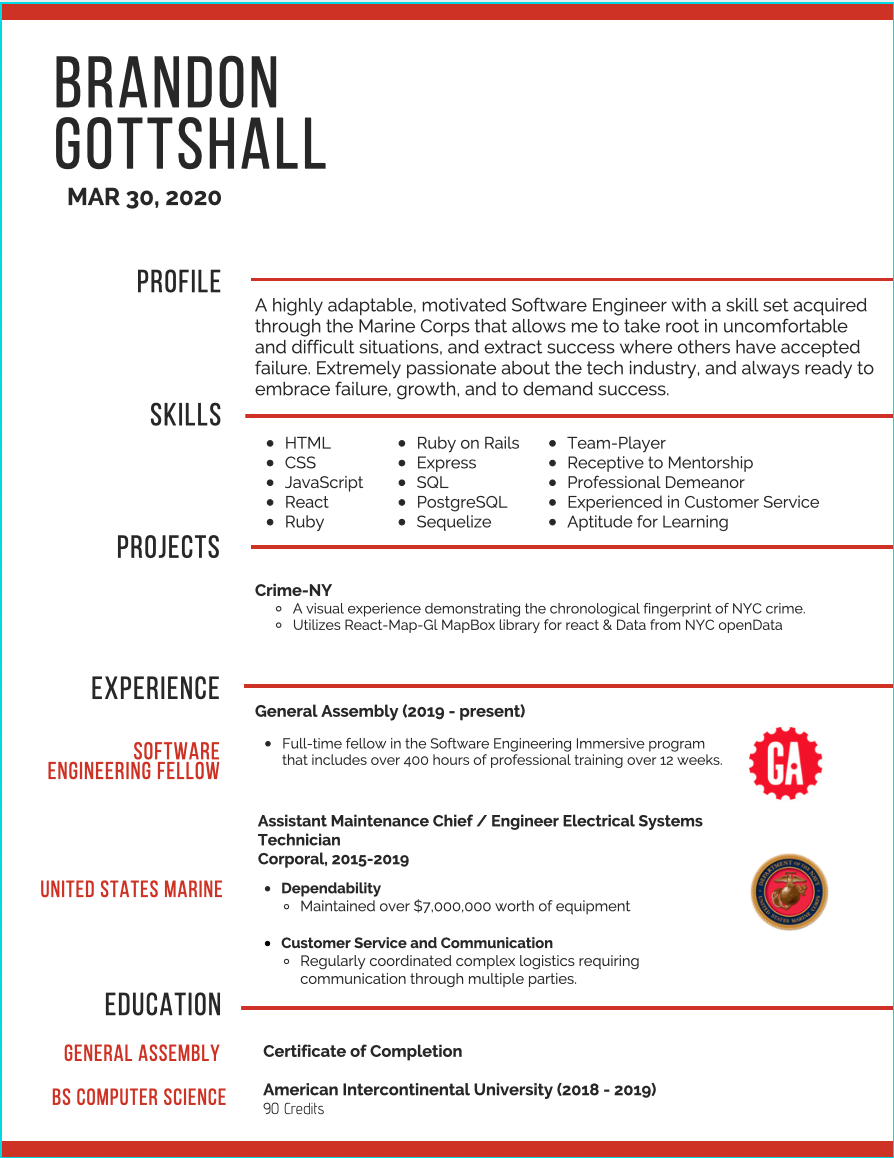 BRANDON
GOTTSHALL
MAR 30, 2020
PROFILE
A highly adaptable, motivated Software Engineer with a skill set acquired
through the Marine Corps that allows me to take root in uncomfortable
and difficult situations, and extract success where others have accepted
failure. Extremely passionate about the tech industry, and always ready to
embrace failure, growth, and to demand success.
SKILLS
HTML
CSS
JavaScript
React
Ruby
Ruby on Rails
Express
SQL
PostgreSQL
Sequelize
Team-Player
Receptive to Mentorship
Professional Demeanor
Experienced in Customer Service
Aptitude for Learning
PROJECTS
Crime-NY
A visual experience demonstrating the chronological fingerprint of NYC crime.
Utilizes React-Map-Gl MapBox library for react & Data from NYC openData
EXPERIENCE
General Assembly (2019 - present)
SOFTWARE
ENGINEERING FELLOW
Full-time fellow in the Software Engineering Immersive program
that includes over 400 hours of professional training over 12 weeks.
GA
Assistant Maintenance Chief / Engineer Electrical Systems
Technician
Corporal, 2015-2019
UNITED STATES MARINE
Dependability
Maintained over $7,000,000 worth of equipment
Customer Service and Communication
Regularly coordinated complex logistics requiring
communication through multiple parties.
DEPARTMENT OF THE NAVY
UNITED STATES MARINE CORPS
EDUCATION
GENERAL ASSEMBLY
Certificate of Completion
BS COMPUTER SCIENCE
American Intercontinental University (2018 - 2019)
90 Credits